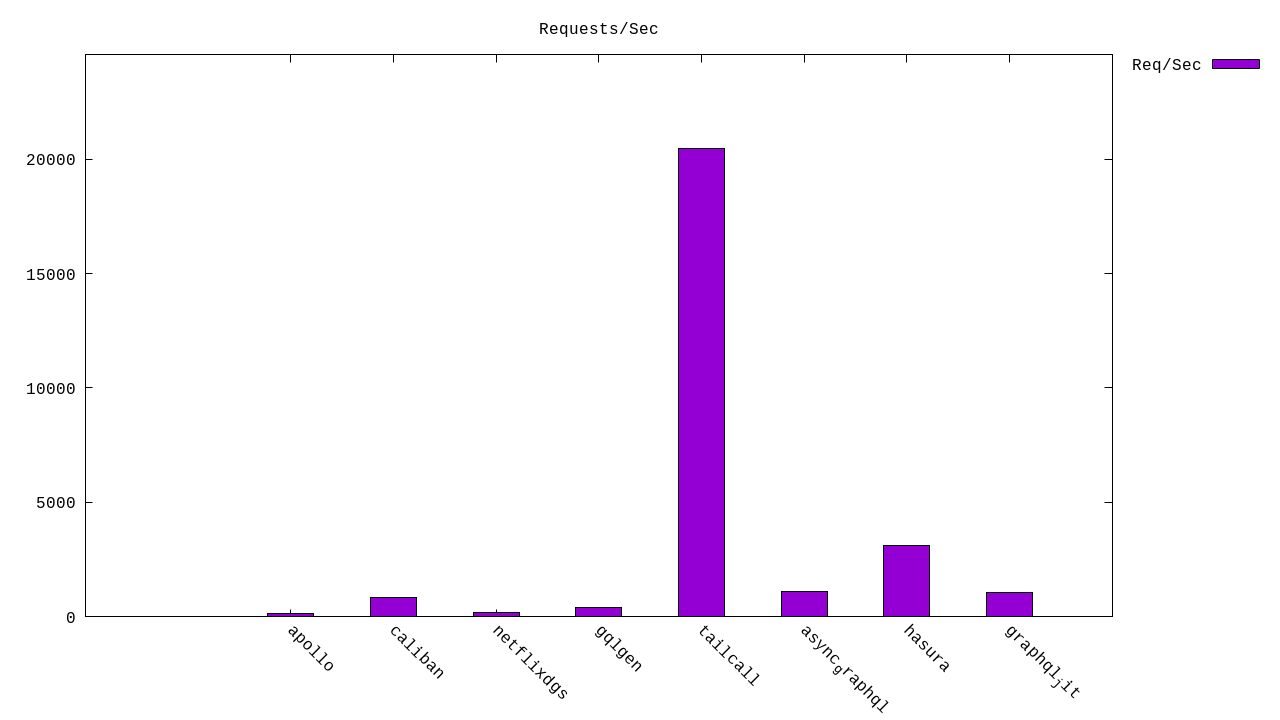 Requests/Sec
Req/Sec
20000
15000
10000
5000
0
apollo
caliban
netflixdgs
gqlgen
tailcall
async_graphql
hasura
graphql_jit